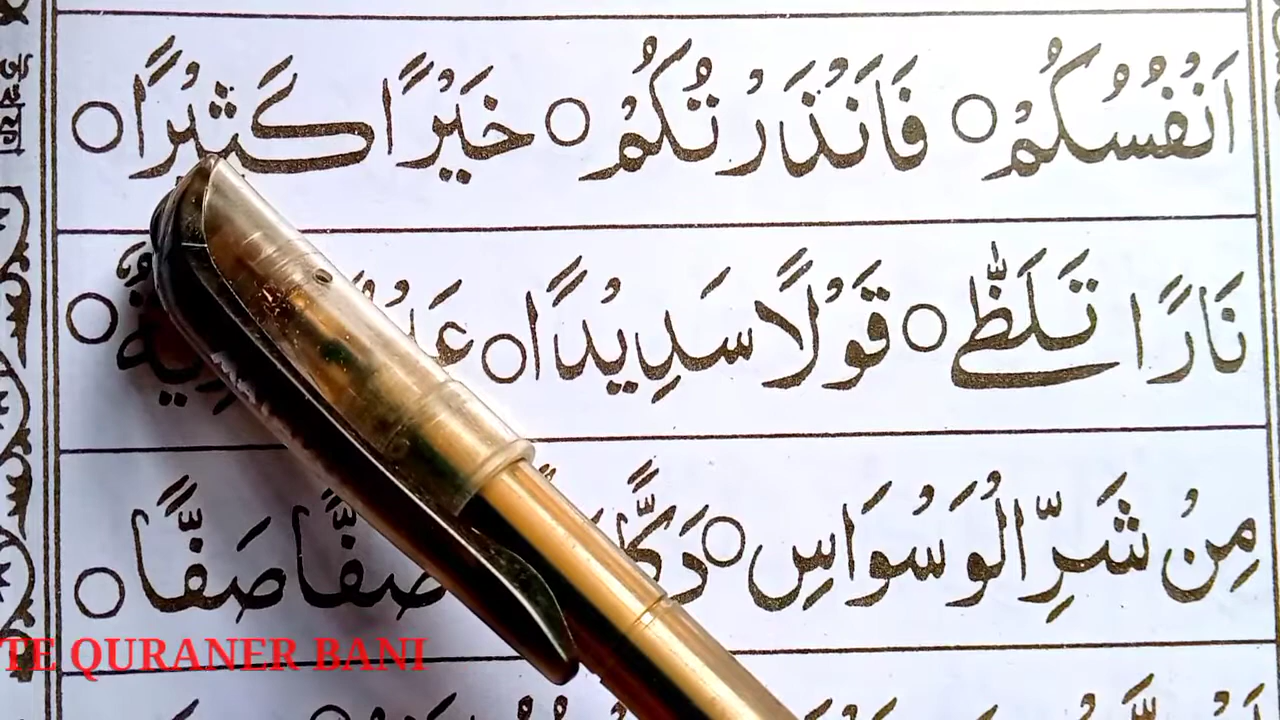 اَنْفُسُكُمْ ○ فَاَنْذَرْتُكُمْ ○ خَيْرًا كَثِيْرًا ○
نَارًا تَلَظّٰى ○ قَوْلًا سَدِيْدًا ○
مِنْ شَرِّ الْوَسْوَاسِ ○ صَفًّا صَفًّا ○
TE QURANER BANI